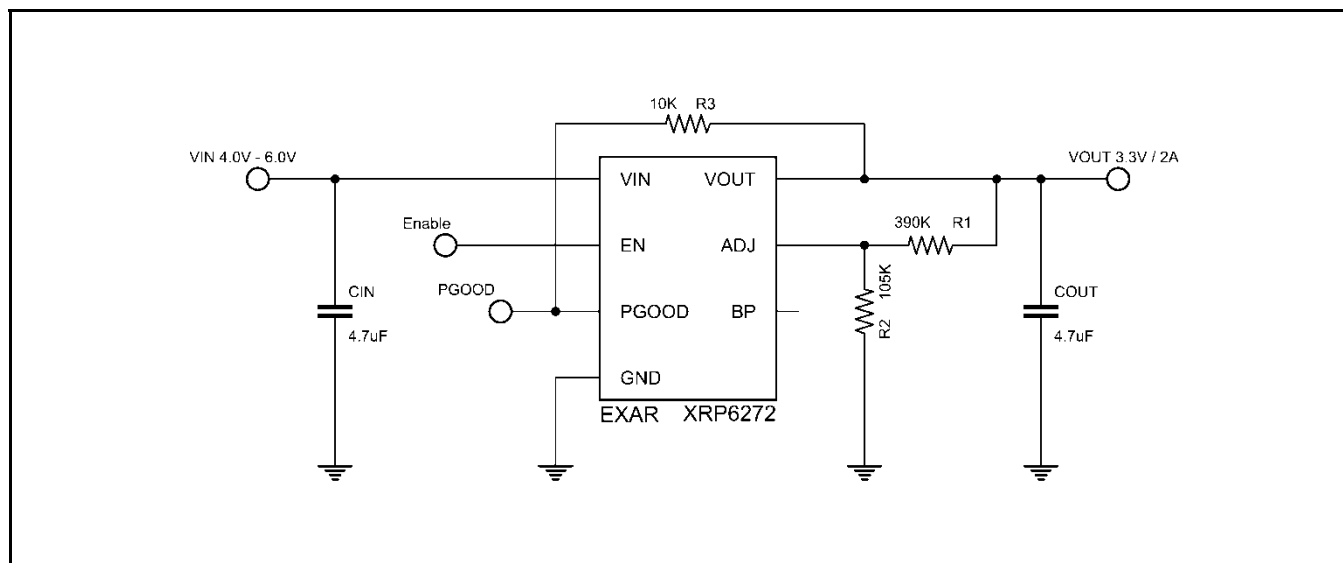 10K R3
VIN 4.0V - 6.0V
VOUT 3.3V / 2A
VIN VOUT
Enable
390K R1
EN ADJ
PGOOD
105K
R2
CIN
4.7uF
PGOOD BP
COUT
4.7uF
GND
EXAR XRP6272